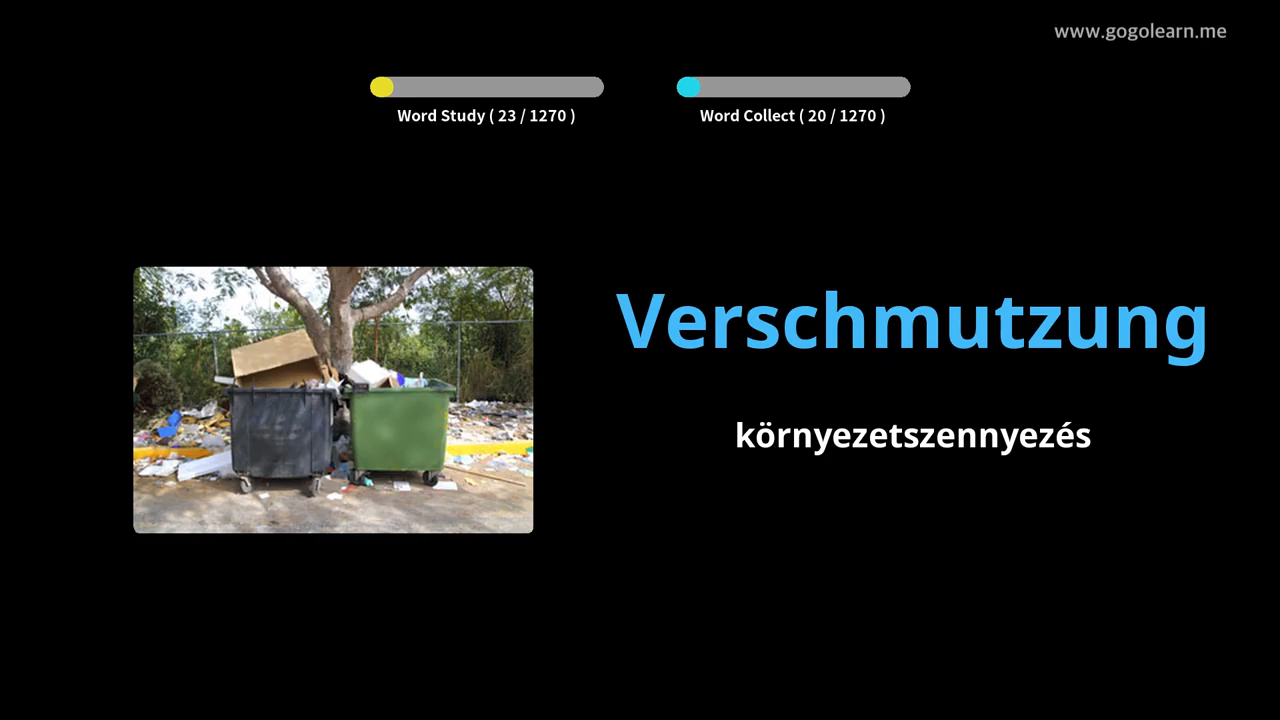 www.gogolearn.me
Word Study ( 23 / 1270 )
Word Collect ( 20 / 1270 )
Verschmutzung
környezetszennyezés